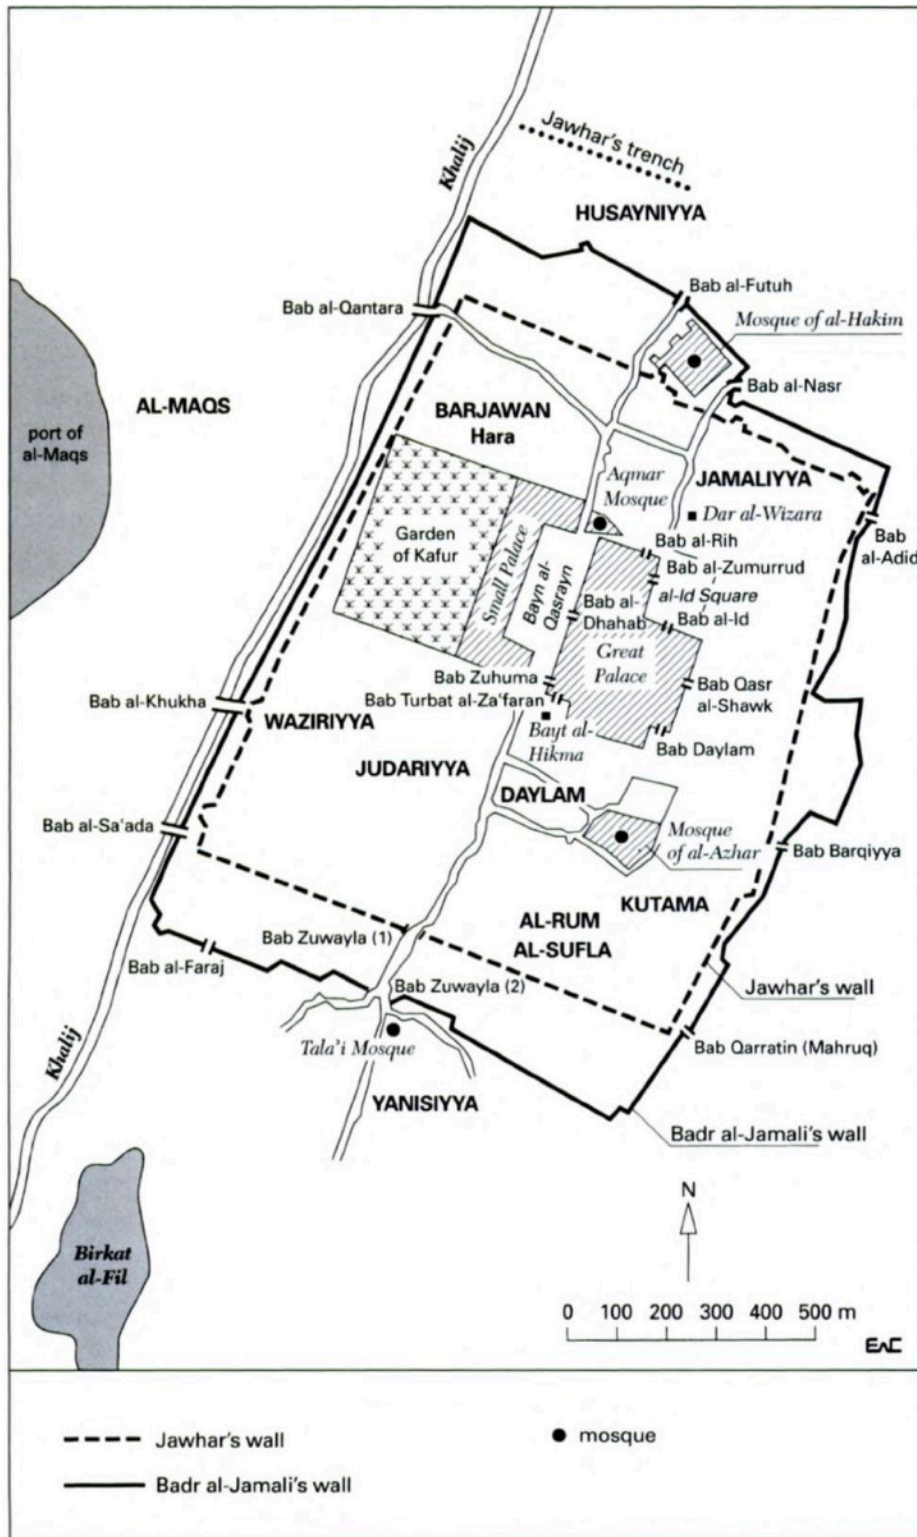 Khalij
Jawhar's trench
HUSAYNIYYA
Bab al-Futuh
Bab al-Qantara
Mosque of al-Hakim
Bab al-Nasr
AL-MAQS
port of
al-Maqs
BARJAWAN
Hara
Aqmar
Mosque
JAMALIYYA
Dar al-Wizara
Bab
al-Adid
Garden
of Kafur
Small Palace
Bayn al-
Qasrayn
Bab al-Rih
Bab al-Zumurrud
al-Id Square
Bab al-
Dhahab
Bab al-Id
Great
Palace
Bab Zuhuma
Bab Turbat al-Zaʿfaran
Bab Qasr
al-Shawk
Bab al-Khukha
WAZIRIYYA
Bayt al-
Hikma
Bab Daylam
JUDARIYYA
DAYLAM
Bab al-Saʿada
Mosque
of al-Azhar
Bab Barqiyya
KUTAMA
AL-RUM
AL-SUFLA
Bab Zuwayla (1)
Bab al-Faraj
Bab Zuwayla (2)
Jawhar's wall
Talaʾi Mosque
Bab Qarratin (Mahruq)
Khalij
YANISIYYA
Badr al-Jamali's wall
N
Birkat
al-Fil
0 100 200 300 400 500 m
EAC
Jawhar's wall
mosque
Badr al-Jamali's wall